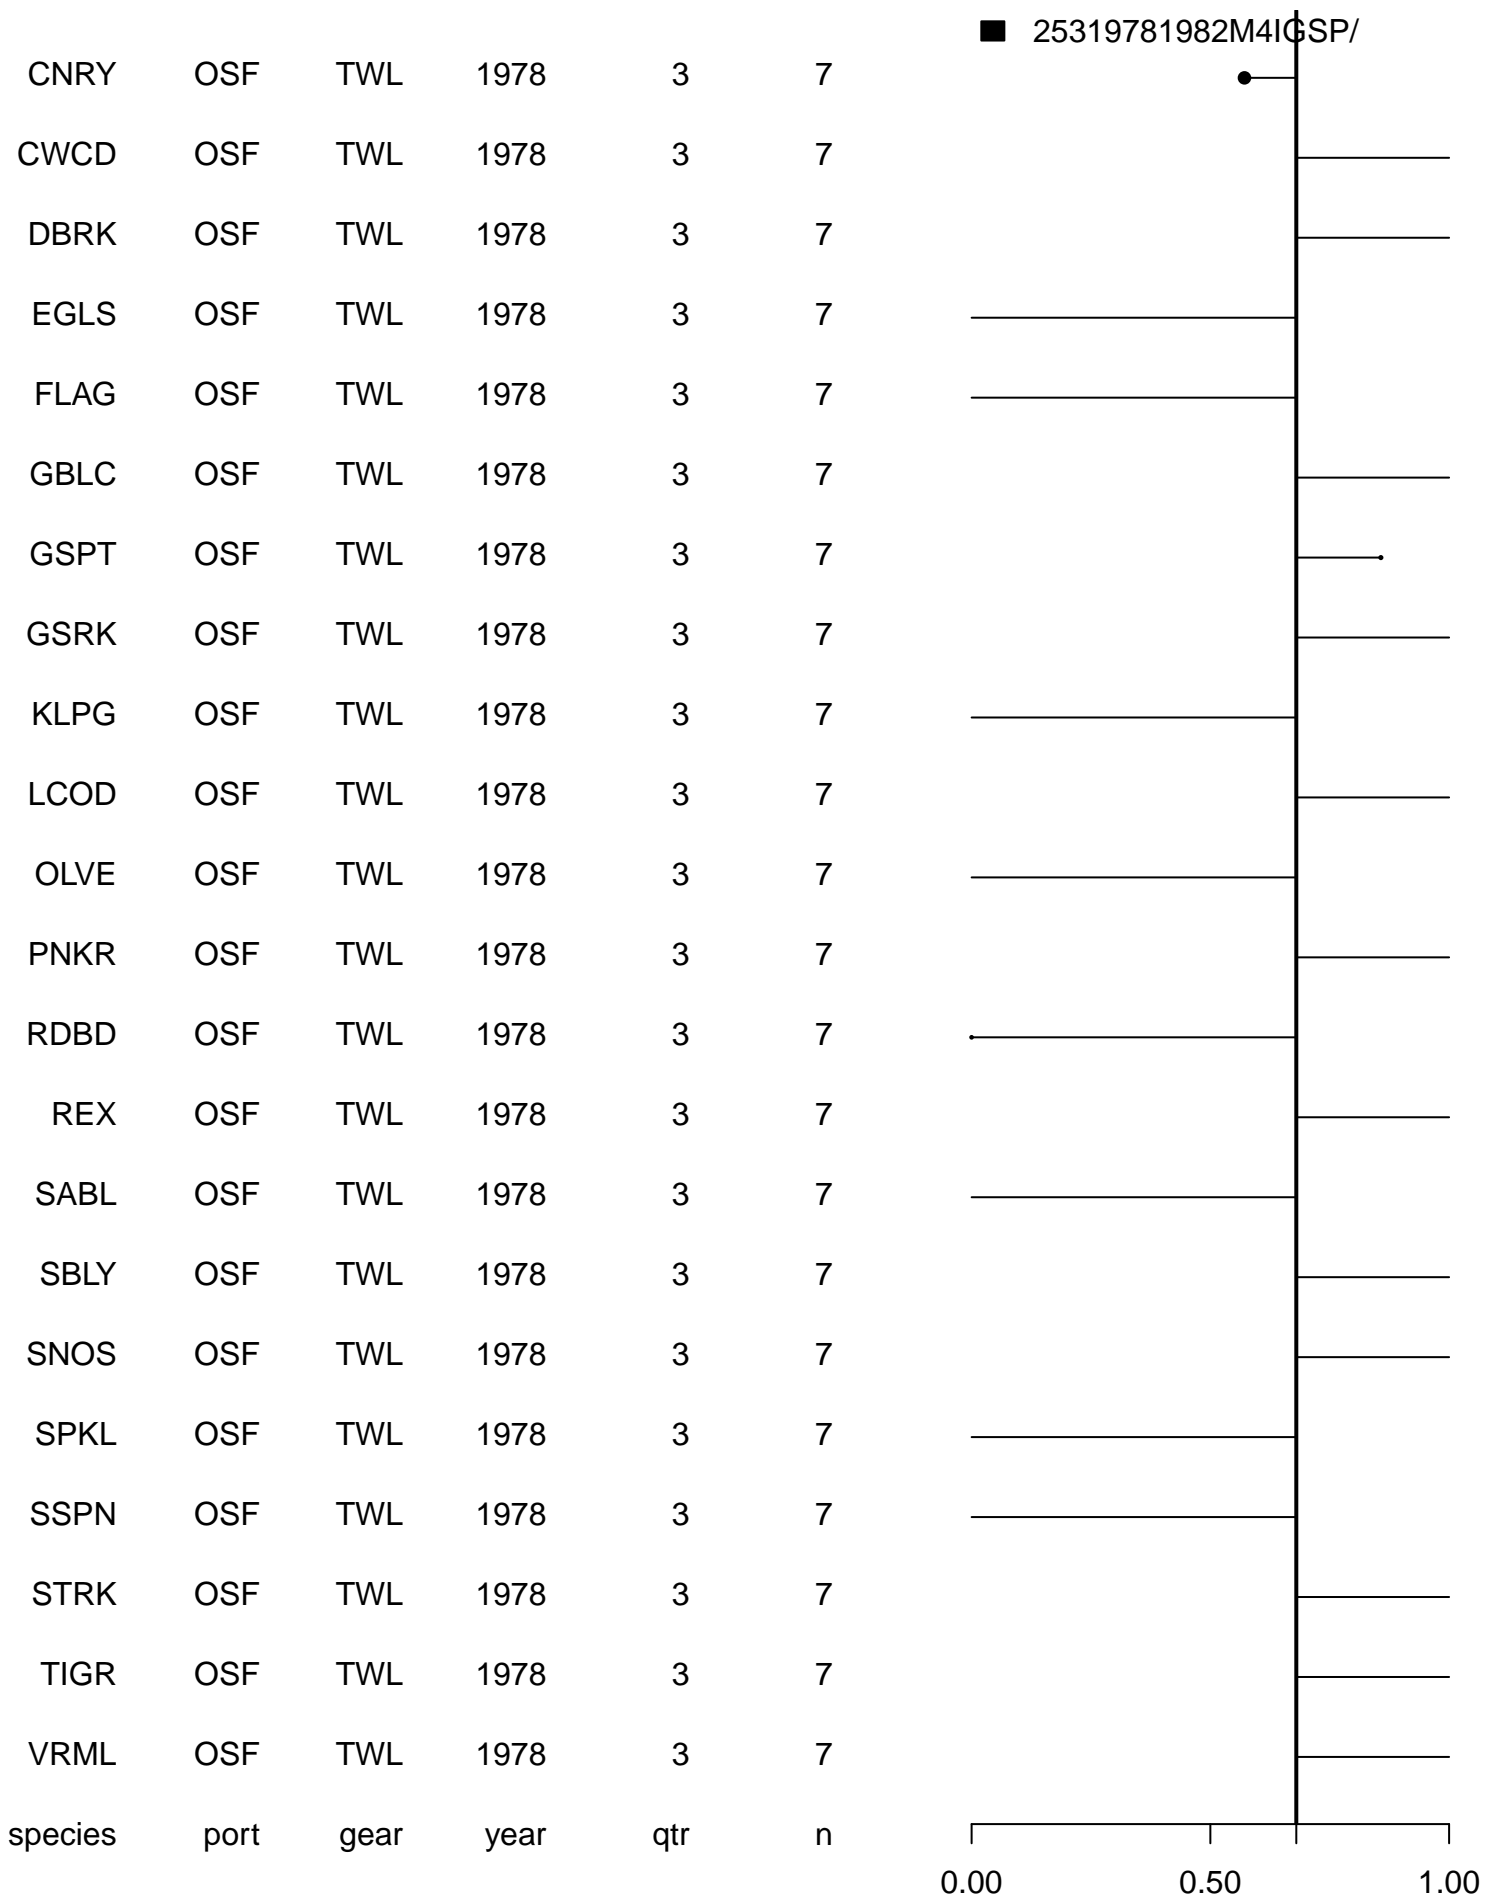 25319781982M4IGSP/
CNRY OSF TWL 1978 3 7
CWCD OSF TWL 1978 3 7
DBRK OSF TWL 1978 3 7
EGLS OSF TWL 1978 3 7
FLAG OSF TWL 1978 3 7
GBLC OSF TWL 1978 3 7
GSPT OSF TWL 1978 3 7
GSRK OSF TWL 1978 3 7
KLPG OSF TWL 1978 3 7
LCOD OSF TWL 1978 3 7
OLVE OSF TWL 1978 3 7
PNKR OSF TWL 1978 3 7
RDBD OSF TWL 1978 3 7
REX OSF TWL 1978 3 7
SABL OSF TWL 1978 3 7
SBLY OSF TWL 1978 3 7
SNOS OSF TWL 1978 3 7
SPKL OSF TWL 1978 3 7
SSPN OSF TWL 1978 3 7
STRK OSF TWL 1978 3 7
TIGR OSF TWL 1978 3 7
VRML OSF TWL 1978 3 7
species port gear year qtr n
0.00 0.50 1.00